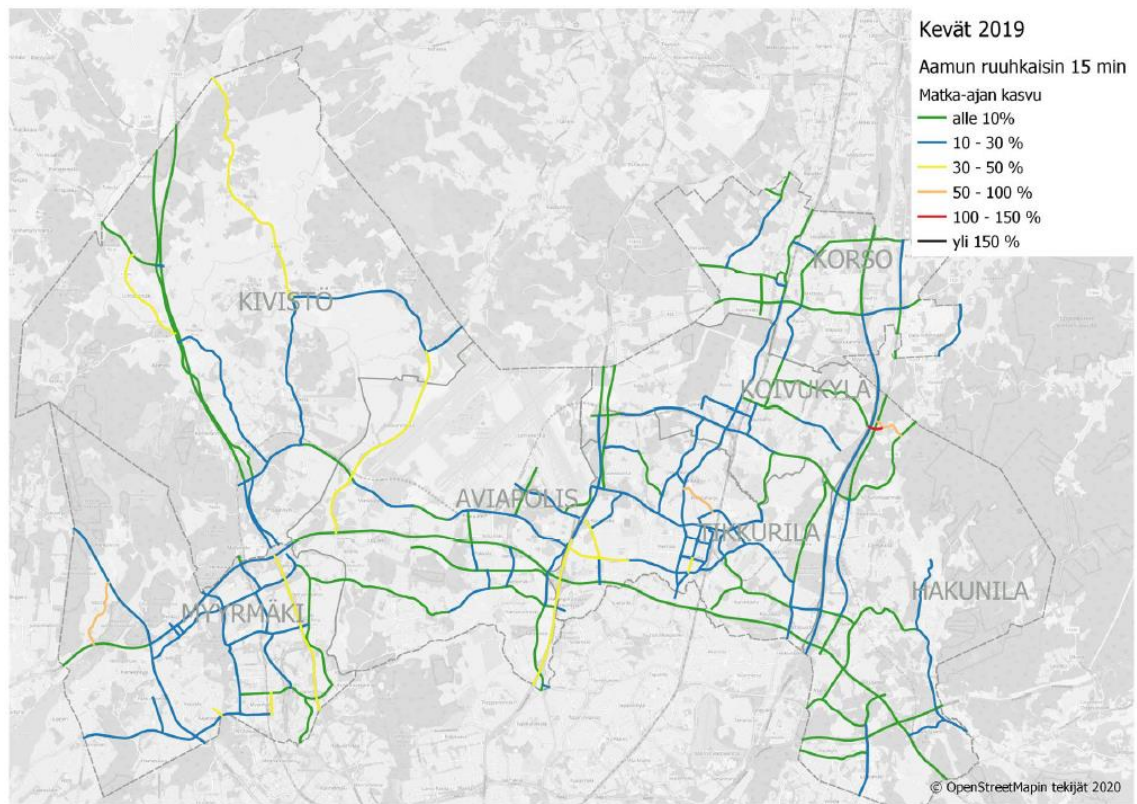 Kevät 2019
Aamun ruuhkaisin 15 min
Matka-ajan kasvu
alle 10%
10 - 30 %
30 - 50 %
50 - 100 %
100 - 150 %
yli 150 %
KORSO
KIVISTÖ
KOIVUKYLÄ
AVIAPOLIS
TIKKURILA
HAKUNILA
MYYRMÄKI
© OpenStreetMapin tekijät 2020